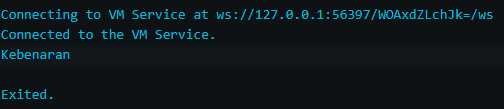 Connecting to VM Service at ws://127.0.0.1:56397/WOAxdZLchJk=/ws
Connected to the VM Service.
Kebenaran
Exited.